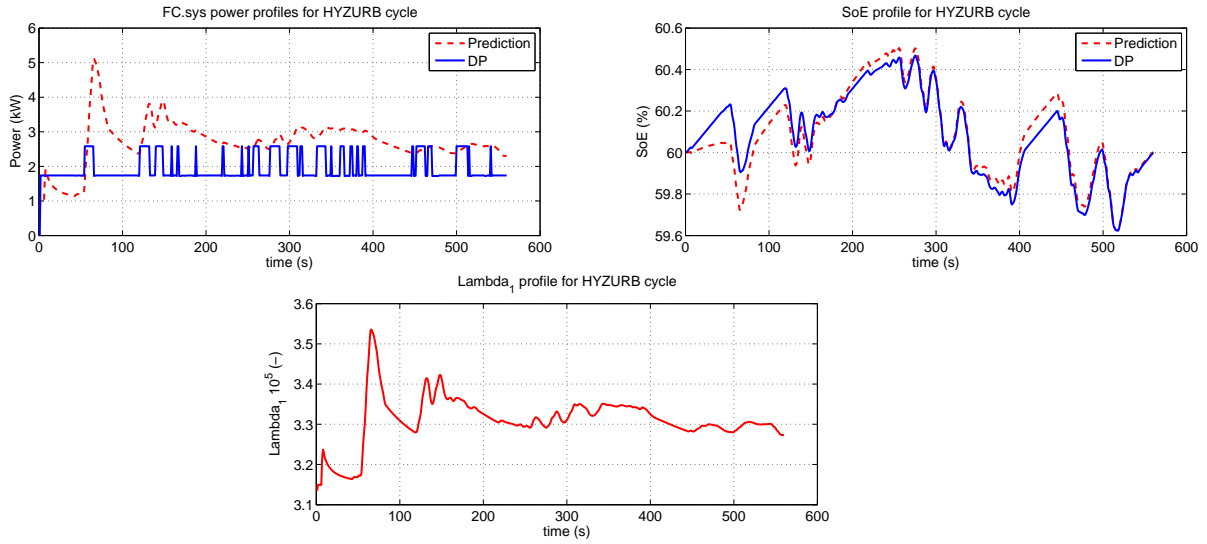 FC.sys power profiles for HYZURB cycle
6
5
4
3
2
1
0
Power (kW)
0 100 200 300 400 500 600
time (s)
Prediction
DP
SoE profile for HYZURB cycle
60.6
60.4
60.2
60
59.8
59.6
SoE (%)
0 100 200 300 400 500 600
time (s)
Prediction
DP
Lambda₁ profile for HYZURB cycle
3.6
3.5
3.4
3.3
3.2
3.1
Lambda₁ 10⁵ (−)
0 100 200 300 400 500 600
time (s)